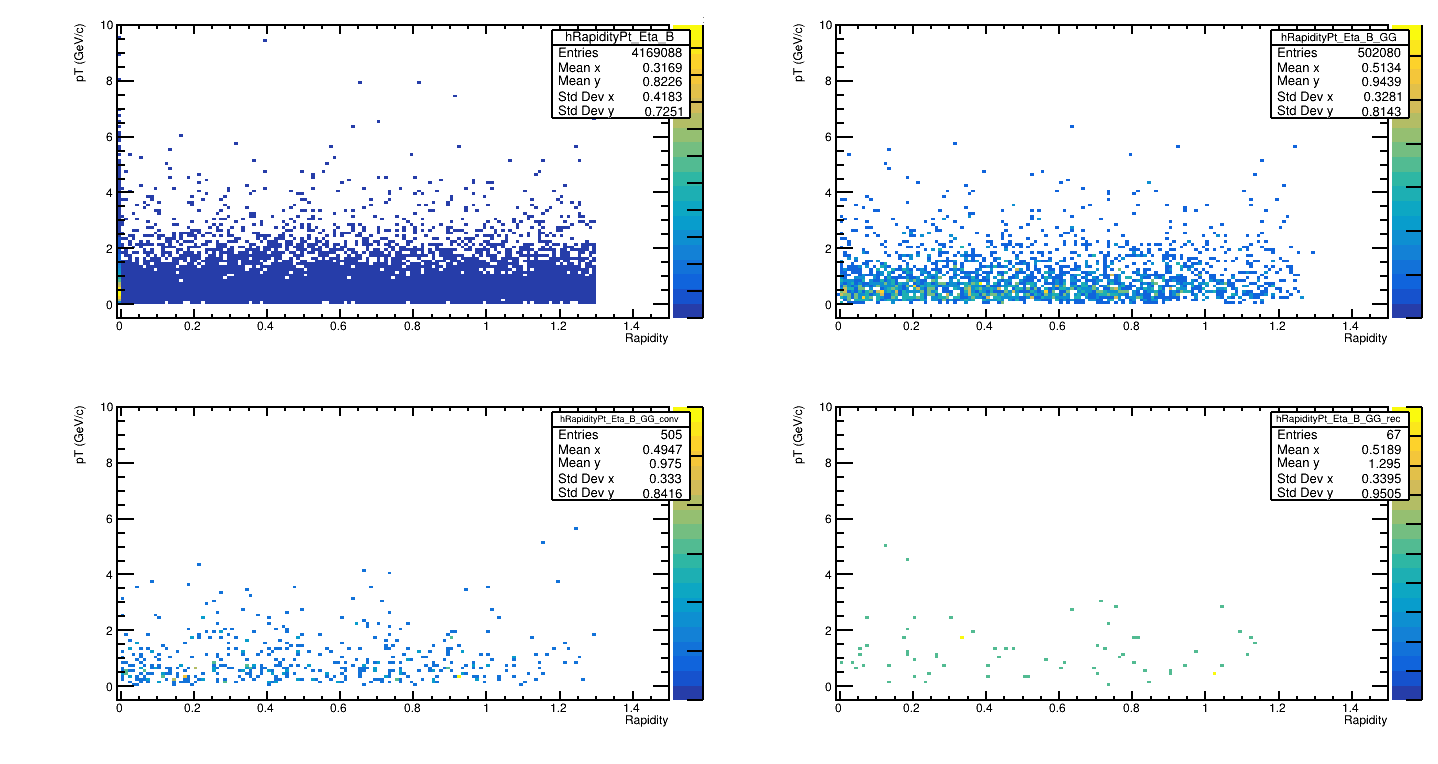 hRapidityPt_Eta_B
Entries 4169088
Mean x 0.3169
Mean y 0.8226
Std Dev x 0.4183
Std Dev y 0.7251
pT (GeV/c)
10
8
6
4
2
0
0 0.2 0.4 0.6 0.8 1 1.2 1.4
Rapidity
hRapidityPt_Eta_B_GG
Entries 502080
Mean x 0.5134
Mean y 0.9439
Std Dev x 0.3281
Std Dev y 0.8143
pT (GeV/c)
10
8
6
4
2
0
0 0.2 0.4 0.6 0.8 1 1.2 1.4
Rapidity
hRapidityPt_Eta_B_GG_conv
Entries 505
Mean x 0.4947
Mean y 0.975
Std Dev x 0.333
Std Dev y 0.8416
pT (GeV/c)
10
8
6
4
2
0
0 0.2 0.4 0.6 0.8 1 1.2 1.4
Rapidity
hRapidityPt_Eta_B_GG_rec
Entries 67
Mean x 0.5189
Mean y 1.295
Std Dev x 0.3395
Std Dev y 0.9505
pT (GeV/c)
10
8
6
4
2
0
0 0.2 0.4 0.6 0.8 1 1.2 1.4
Rapidity